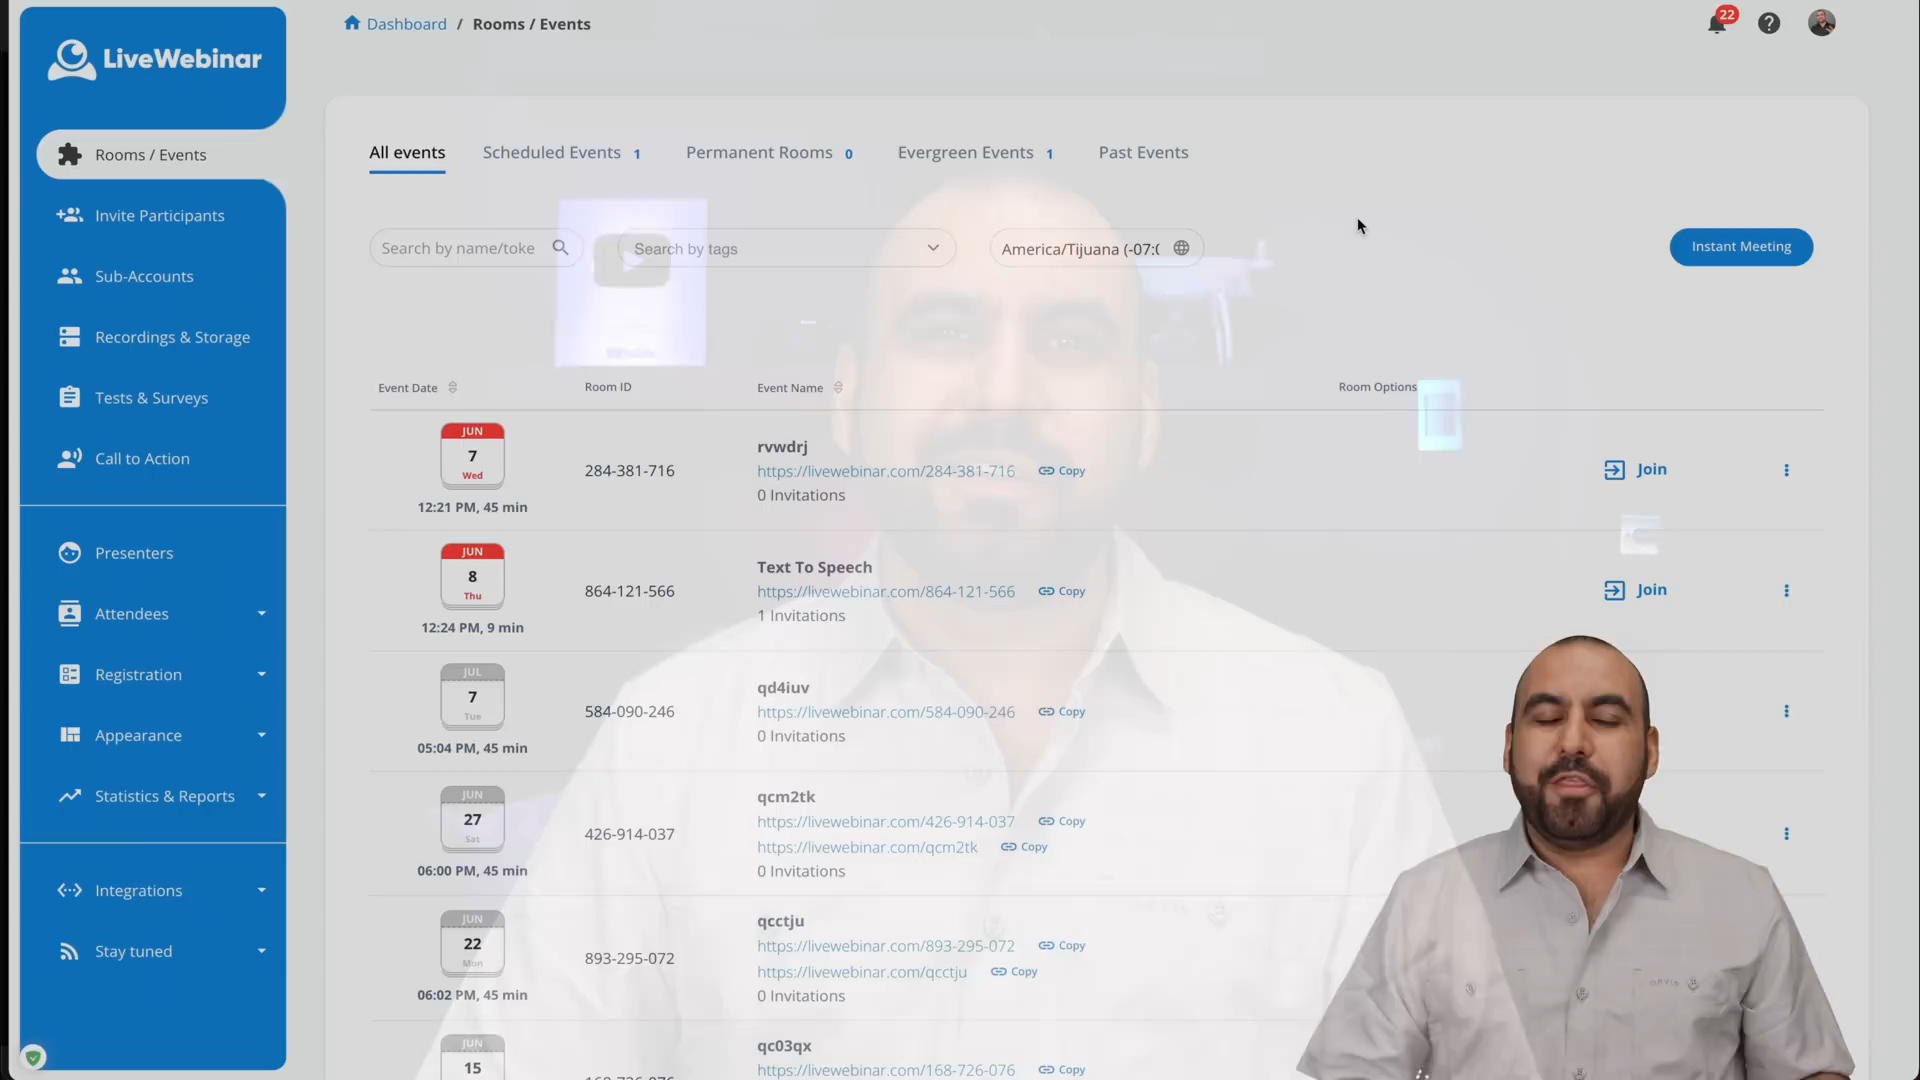 LiveWebinar
Dashboard / Rooms / Events
22
Rooms / Events
Invite Participants
Sub-Accounts
Recordings & Storage
Tests & Surveys
Call to Action
Presenters
Attendees
Registration
Appearance
Statistics & Reports
Integrations
Stay tuned
All events
Scheduled Events 1
Permanent Rooms 0
Evergreen Events 1
Past Events
Search by name/toke
Search by tags
America/Tijuana (-07:0
Instant Meeting
Event Date
Room ID
Event Name
Room Options
JUN
7
Wed
12:21 PM, 45 min
284-381-716
rvwdrj
https://livewebinar.com/284-381-716 Copy
0 Invitations
Join
JUN
8
Thu
12:24 PM, 9 min
864-121-566
Text To Speech
https://livewebinar.com/864-121-566 Copy
1 Invitations
Join
JUL
7
Tue
05:04 PM, 45 min
584-090-246
qd4iuv
https://livewebinar.com/584-090-246 Copy
0 Invitations
JUN
27
Sat
06:00 PM, 45 min
426-914-037
qcm2tk
https://livewebinar.com/426-914-037 Copy
https://livewebinar.com/qcm2tk Copy
0 Invitations
JUN
22
Mon
06:02 PM, 45 min
893-295-072
qcctju
https://livewebinar.com/893-295-072 Copy
https://livewebinar.com/qcctju Copy
0 Invitations
JUN
15
168-726-076
qc03qx
https://livewebinar.com/168-726-076 Copy
ORVIS